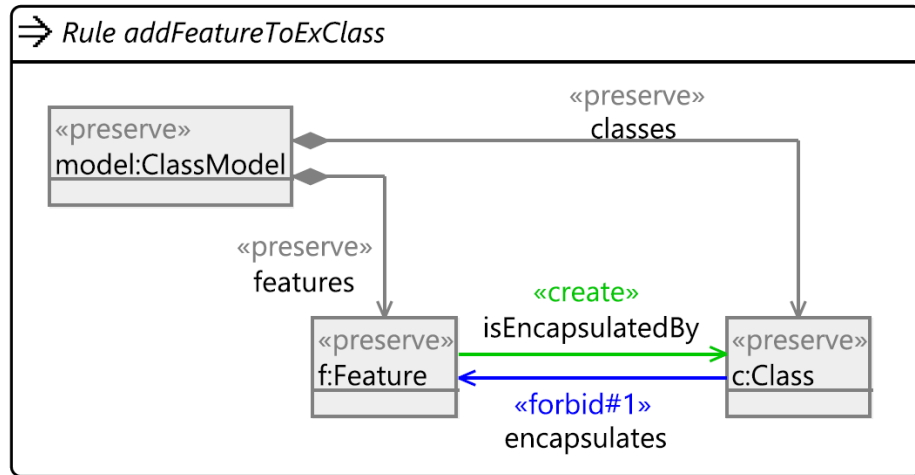 Rule addFeatureToExClass
«preserve»
classes
«preserve»
model:ClassModel
«preserve»
features
«create»
isEncapsulatedBy
«preserve»
f:Feature
«preserve»
c:Class
«forbid#1»
encapsulates